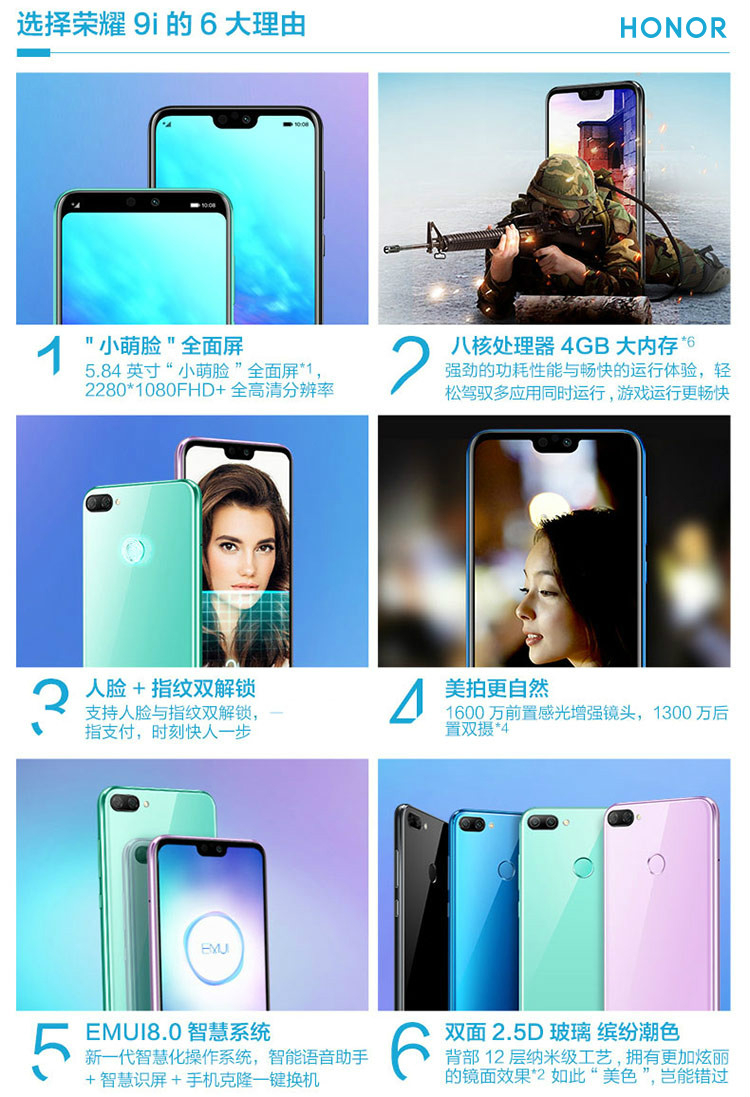 选择荣耀 9i 的 6 大理由
HONOR
10:08
10:08
1
" 小萌脸 " 全面屏
5.84 英寸 “ 小萌脸 ” 全面屏*1，
2280*1080FHD+ 全高清分辨率
2
八核处理器 4GB 大内存*6
强劲的功耗性能与畅快的运行体验，轻
松驾驭多应用同时运行 , 游戏运行更畅快
3
人脸 + 指纹双解锁
支持人脸与指纹双解锁，一
指支付，时刻快人一步
4
美拍更自然
1600 万前置感光增强镜头，1300 万后
置双摄*4
EMUI
5
EMUI8.0 智慧系统
新一代智慧化操作系统，智能语音助手
+ 智慧识屏 + 手机克隆一键换机
6
双面 2.5D 玻璃 缤纷潮色
背部 12 层纳米级工艺 , 拥有更加炫丽
的镜面效果*2 如此 “ 美色 ”, 岂能错过